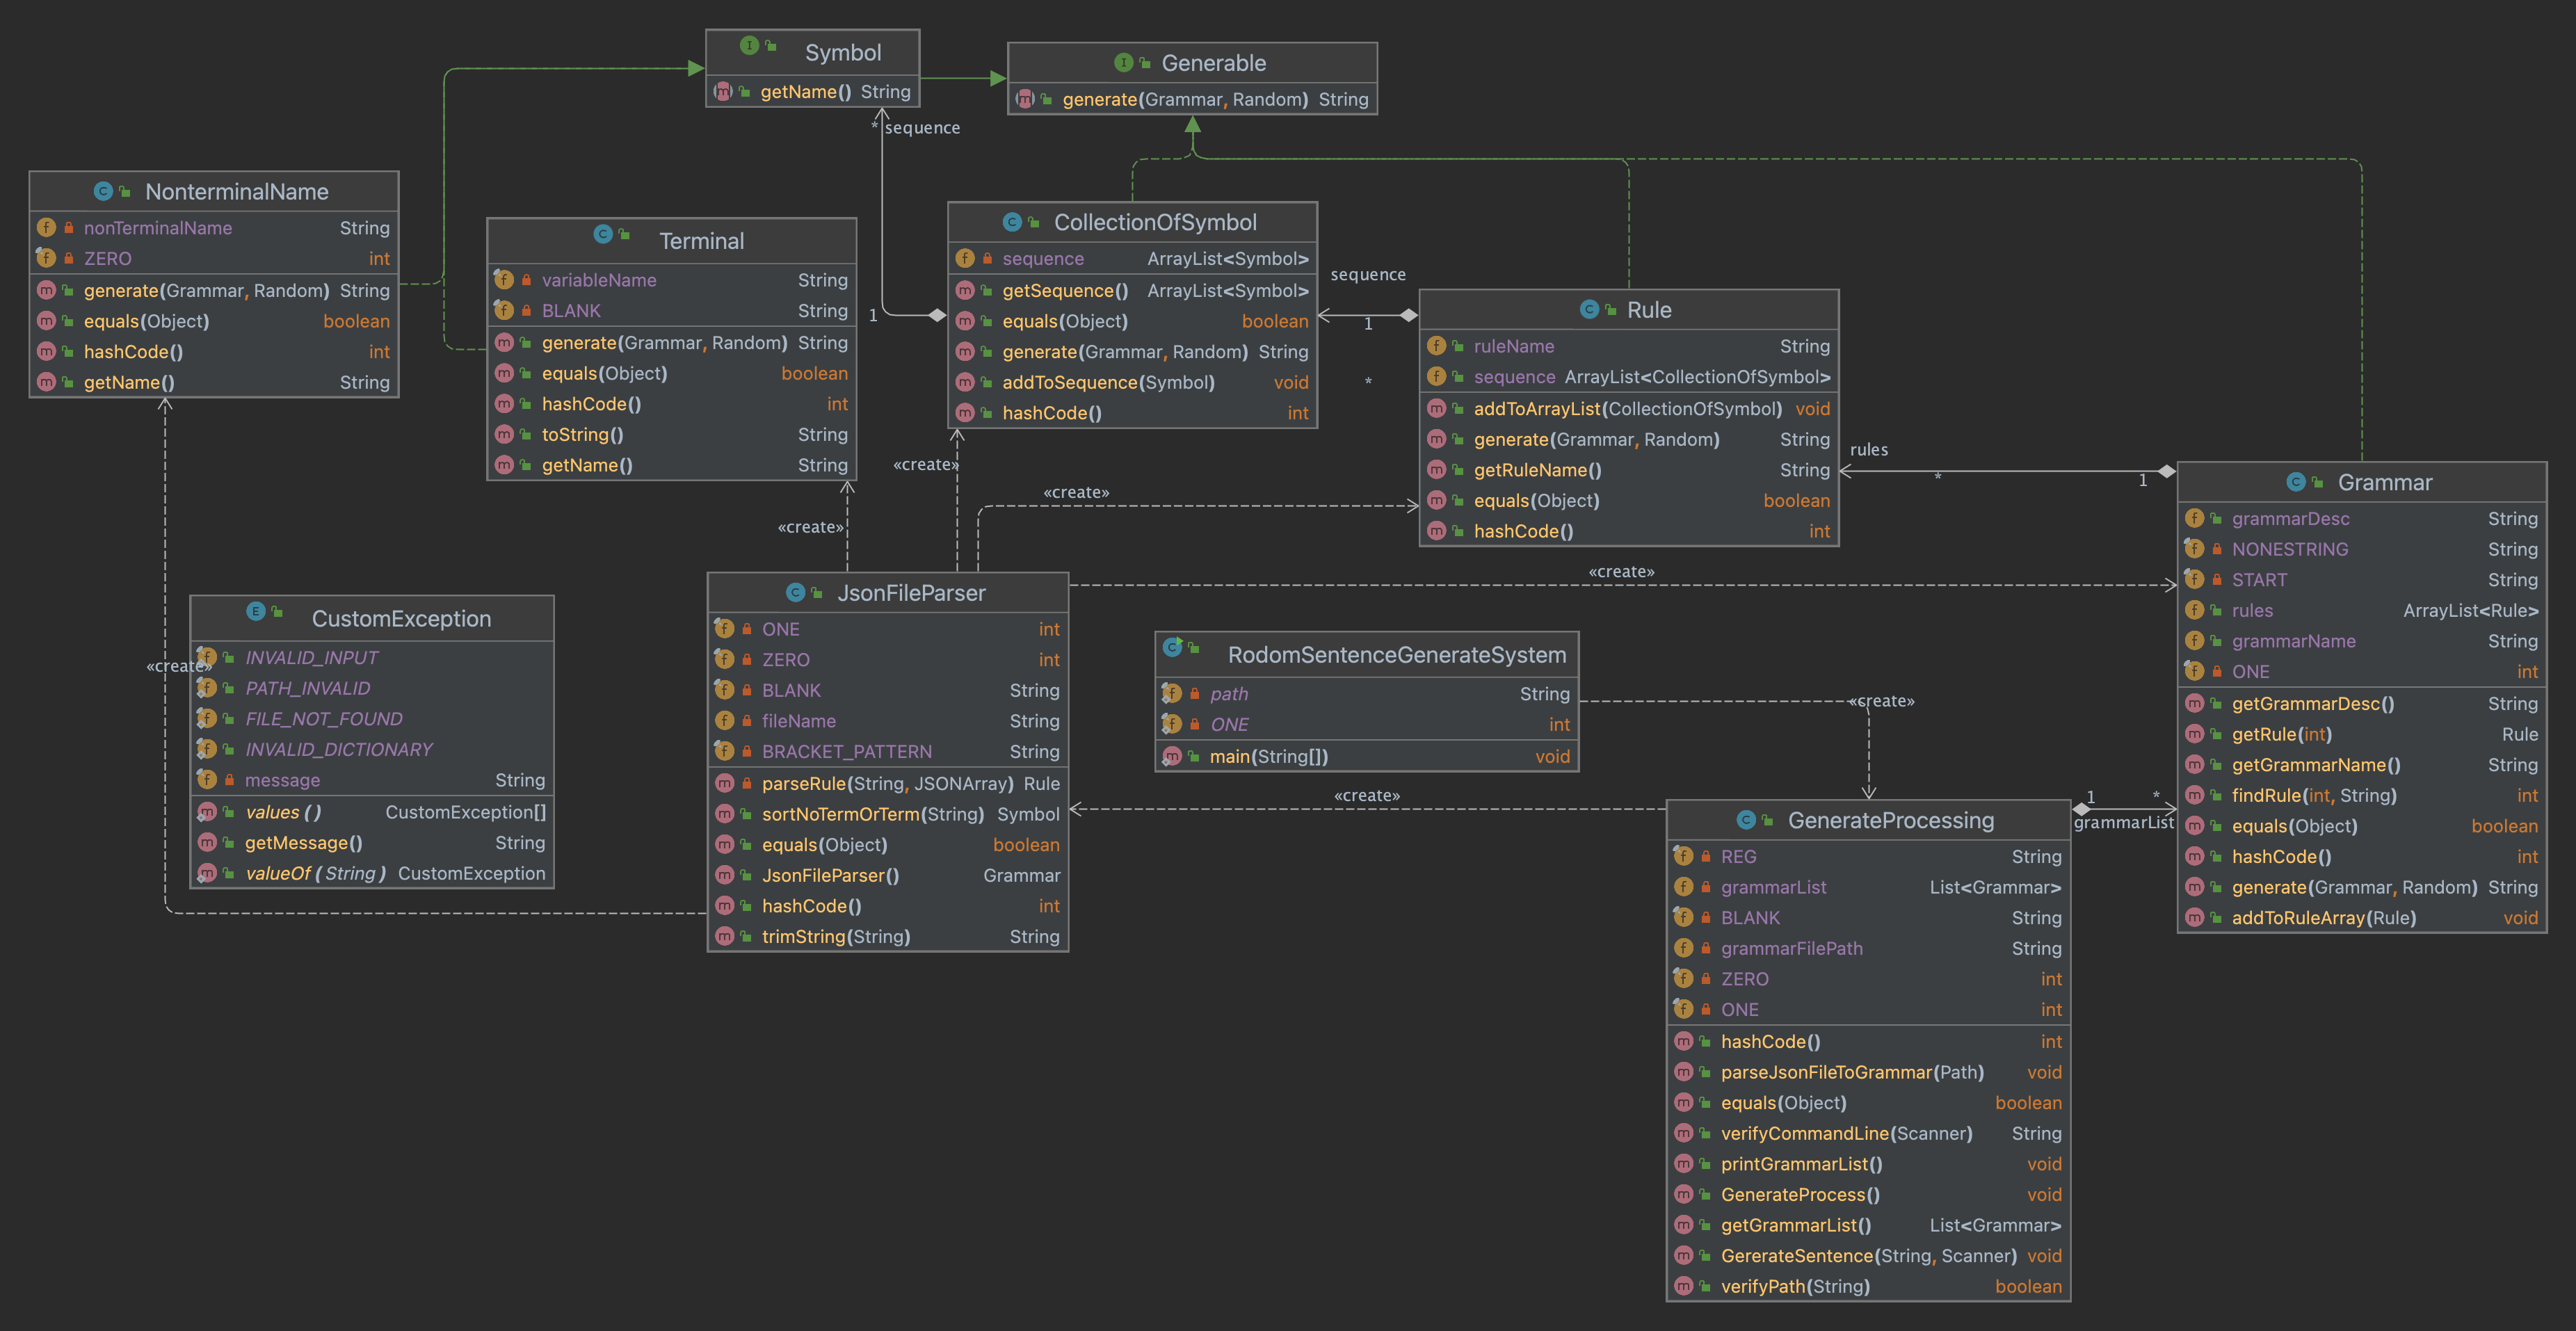 Symbol
getName() String
Generable
generate(Grammar, Random) String
* sequence
NonterminalName
nonTerminalName String
ZERO int
generate(Grammar, Random) String
equals(Object) boolean
hashCode() int
getName() String
Terminal
variableName String
BLANK String
generate(Grammar, Random) String
equals(Object) boolean
hashCode() int
toString() String
getName() String
CollectionOfSymbol
sequence ArrayList<Symbol>
getSequence() ArrayList<Symbol>
equals(Object) boolean
generate(Grammar, Random) String
addToSequence(Symbol) void
hashCode() int
1
sequence
1
*
Rule
ruleName String
sequence ArrayList<CollectionOfSymbol>
addToArrayList(CollectionOfSymbol) void
generate(Grammar, Random) String
getRuleName() String
equals(Object) boolean
hashCode() int
rules
*
1
Grammar
grammarDesc String
NONESTRING String
START String
rules ArrayList<Rule>
grammarName String
ONE int
getGrammarDesc() String
getRule(int) Rule
getGrammarName() String
findRule(int, String) int
equals(Object) boolean
hashCode() int
generate(Grammar, Random) String
addToRuleArray(Rule) void
«create»
«create»
«create»
«create»
«create»
CustomException
INVALID_INPUT
PATH_INVALID
FILE_NOT_FOUND
INVALID_DICTIONARY
message String
values() CustomException[]
getMessage() String
valueOf(String) CustomException
JsonFileParser
ONE int
ZERO int
BLANK String
fileName String
BRACKET_PATTERN String
parseRule(String, JSONArray) Rule
sortNoTermOrTerm(String) Symbol
equals(Object) boolean
JsonFileParser() Grammar
hashCode() int
trimString(String) String
RodomSentenceGenerateSystem
path String
ONE int
main(String[]) void
«create»
«create»
1
*
grammarList
GenerateProcessing
REG String
grammarList List<Grammar>
BLANK String
grammarFilePath String
ZERO int
ONE int
hashCode() int
parseJsonFileToGrammar(Path) void
equals(Object) boolean
verifyCommandLine(Scanner) String
printGrammarList() void
GenerateProcess() void
getGrammarList() List<Grammar>
GererateSentence(String, Scanner) void
verifyPath(String) boolean